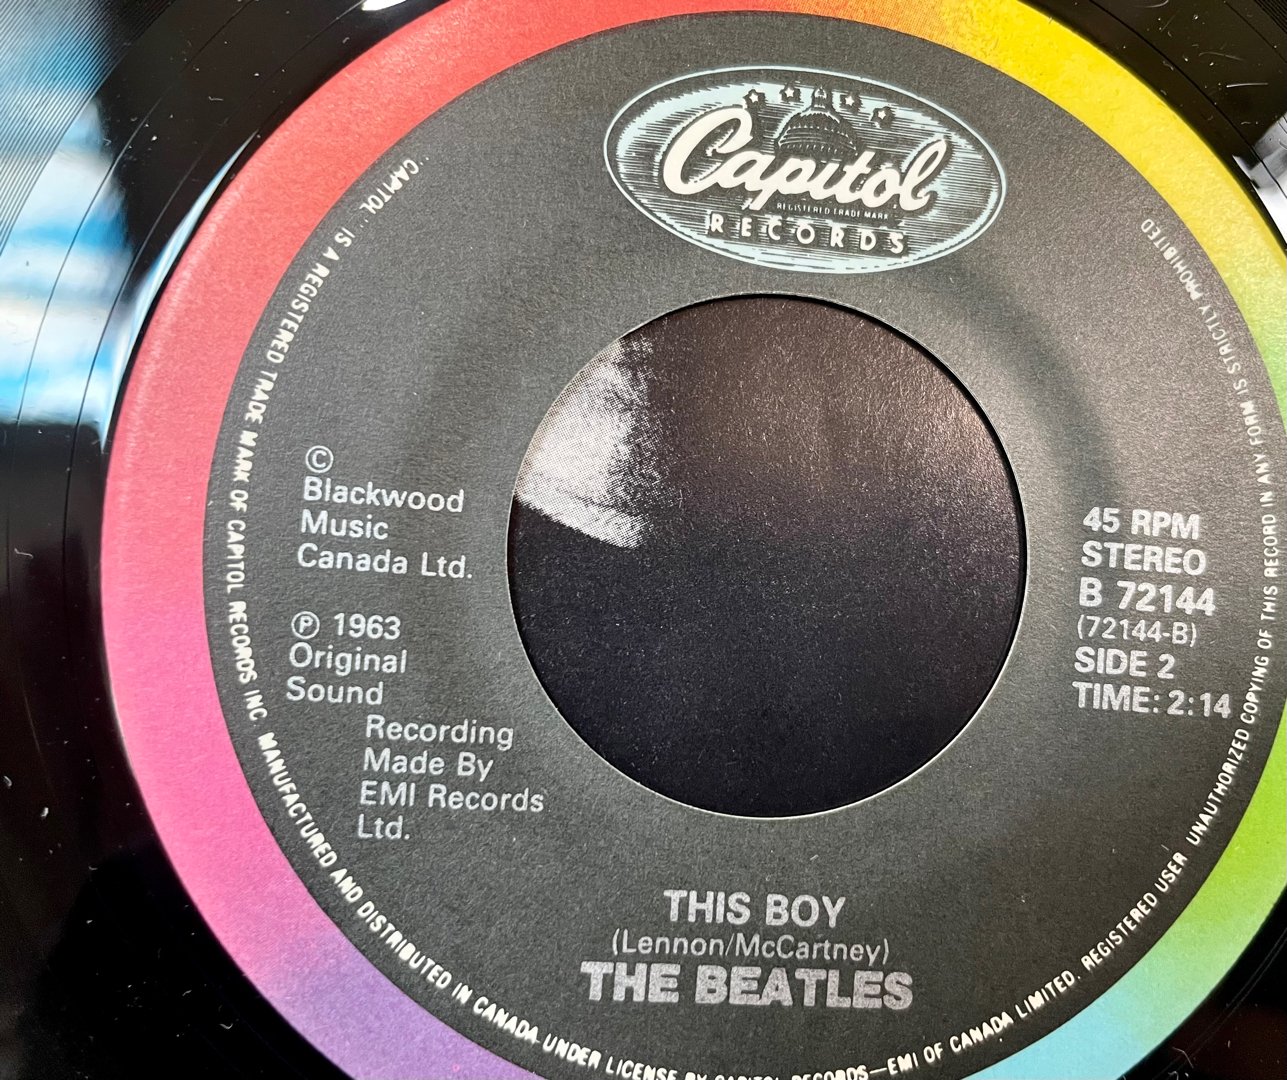 Capitol
REGISTERED TRADE MARK
RECORDS
©
Blackwood
Music
Canada Ltd.
℗ 1963
Original
Sound
Recording
Made By
EMI Records
Ltd.
45 RPM
STEREO
B 72144
(72144-B)
SIDE 2
TIME: 2:14
THIS BOY
(Lennon/McCartney)
THE BEATLES
"CAPITOL" IS A REGISTERED TRADE MARK OF CAPITOL RECORDS INC. MANUFACTURED AND DISTRIBUTED IN CANADA UNDER LICENSE BY CAPITOL RECORDS—EMI OF CANADA LIMITED. REGISTERED USER UNAUTHORIZED COPYING OF THIS RECORD IN ANY FORM IS STRICTLY PROHIBITED